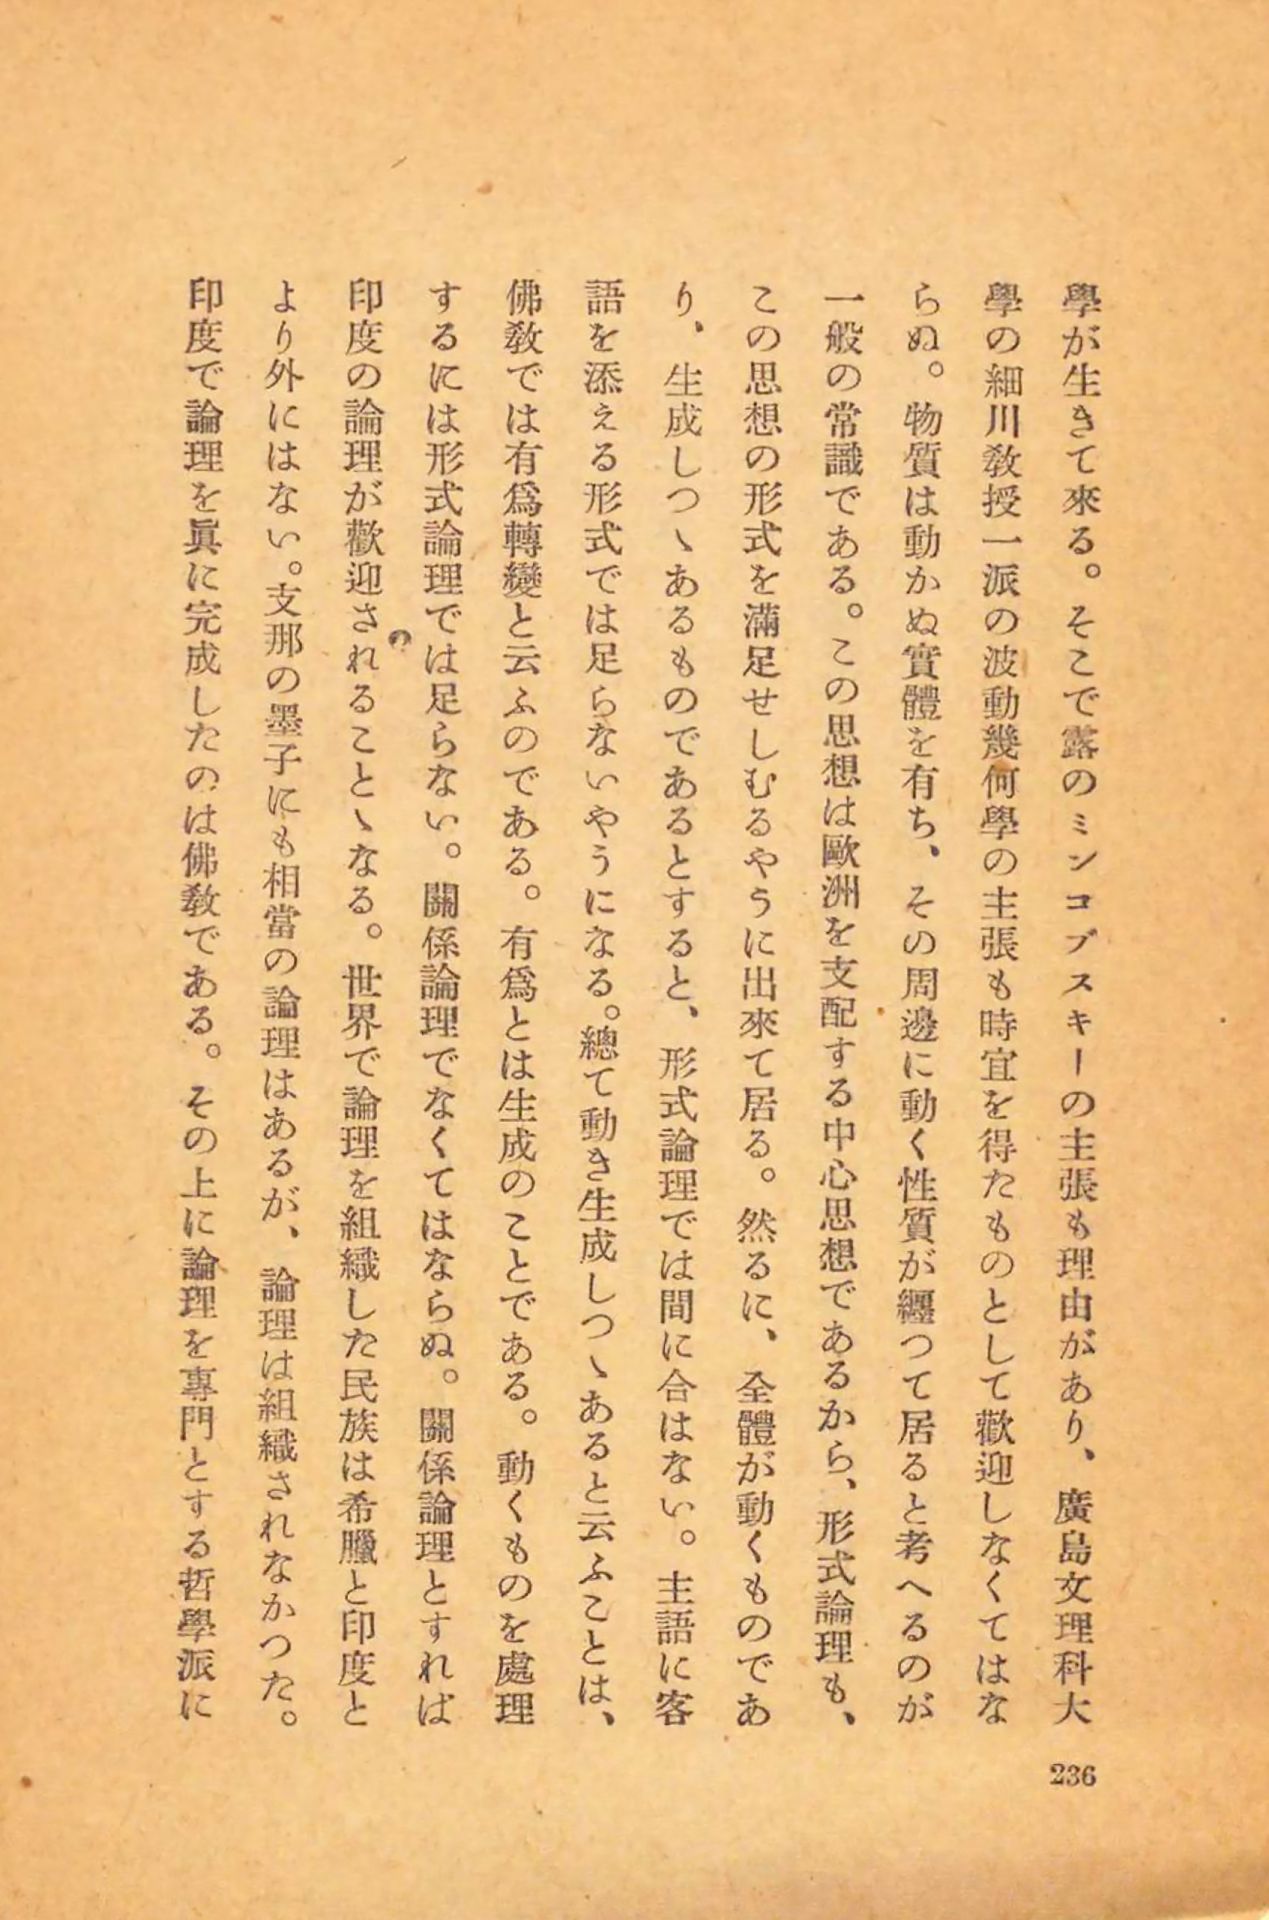 學が生きて來る。そこで露のミンコブスキーの主張も理由があり、廣島文理科大
學の細川敎授一派の波動幾何學の主張も時宜を得たものとして歡迎しなくてはな
らぬ。物質は動かぬ實體を有ち、その周邊に動く性質が纒つて居ると考へるのが
一般の常識である。この思想は歐洲を支配する中心思想であるから、形式論理も、
この思想の形式を滿足せしむるやうに出來て居る。然るに、全體が動くものであ
り、生成しつゝあるものであるとすると、形式論理では間に合はない。主語に客
語を添える形式では足らないやうになる。總て動き生成しつゝあると云ふことは、
佛敎では有爲轉變と云ふのである。有爲とは生成のことである。動くものを處理
するには形式論理では足らない。關係論理でなくてはならぬ。關係論理とすれば
印度の論理が歡迎されることゝなる。世界で論理を組織した民族は希臘と印度と
より外にはない。支那の墨子にも相當の論理はあるが、論理は組織されなかつた。
印度で論理を眞に完成したのは佛敎である。その上に論理を專門とする哲學派に
236